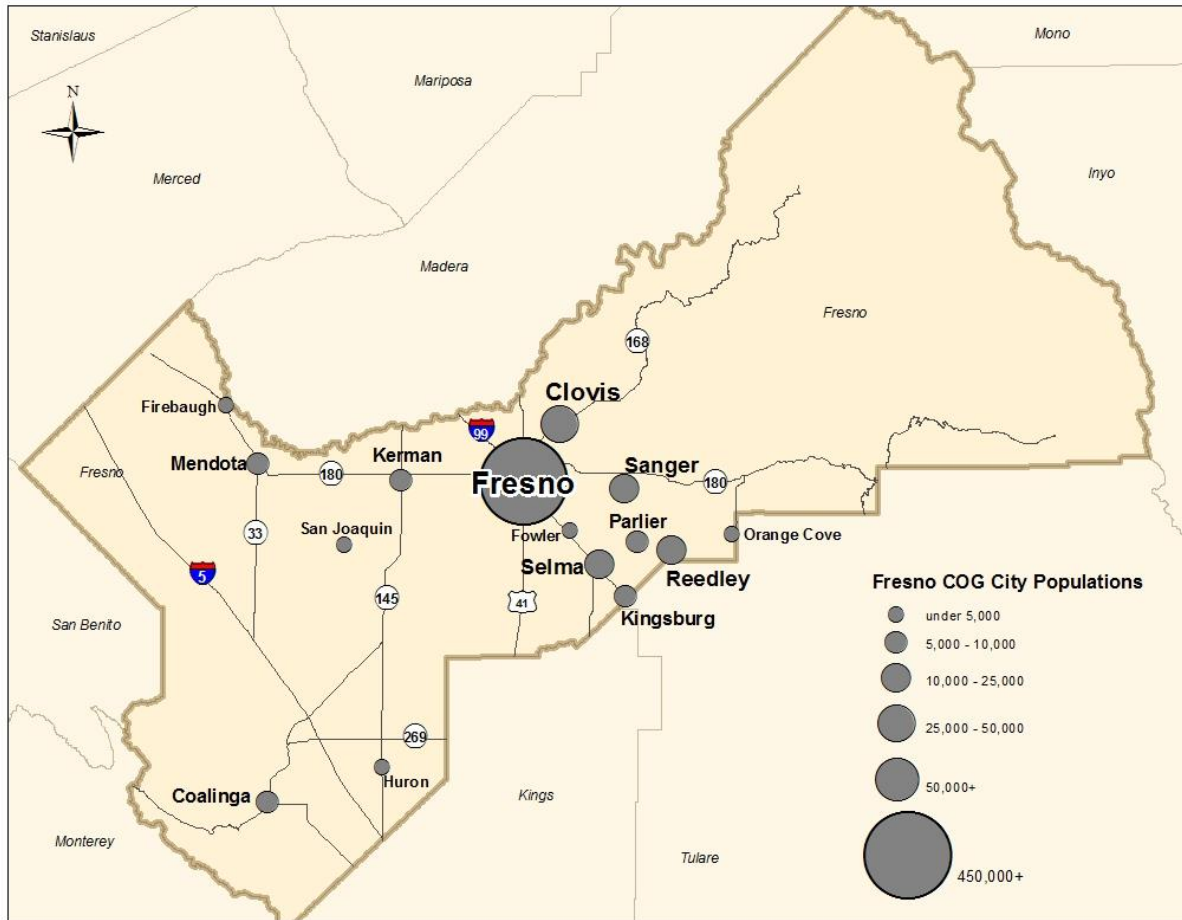 Stanislaus
Mono
Mariposa
N
Merced
Inyo
Madera
Fresno
168
Clovis
Firebaugh
99
Mendota
Kerman
Sanger
Fresno
180
Fresno
180
San Joaquin
Parlier
33
Fowler
Orange Cove
Selma
Reedley
5
Fresno COG City Populations
145
41
Kingsburg
under 5,000
San Benito
5,000 - 10,000
10,000 - 25,000
25,000 - 50,000
269
Huron
50,000+
Coalinga
Kings
Monterey
Tulare
450,000+